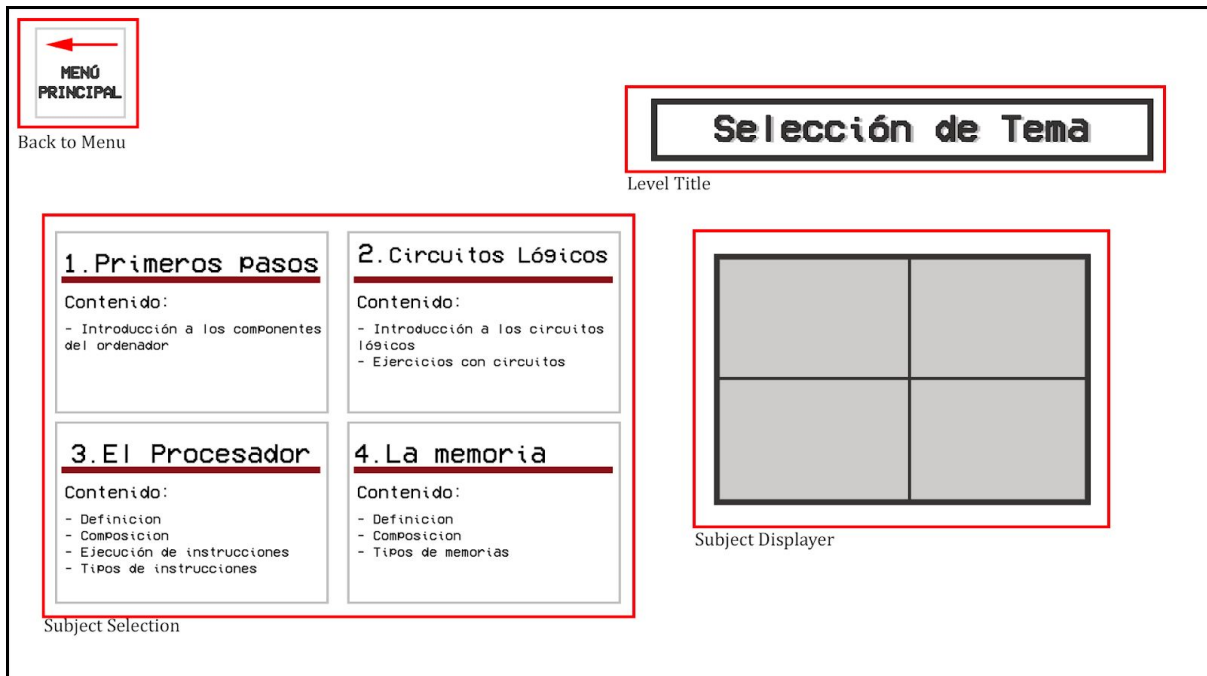 MENÚ
PRINCIPAL
Back to Menu
Selección de Tema
Level Title
1.Primeros pasos
Contenido:
- Introducción a los componentes
del ordenador
2.Circuitos Lógicos
Contenido:
- Introducción a los circuitos
lógicos
- Ejercicios con circuitos
3.El Procesador
Contenido:
- Definicion
- Composicion
- Ejecución de instrucciones
- Tipos de instrucciones
4.La memoria
Contenido:
- Definicion
- Composicion
- Tipos de memorias
Subject Selection
Subject Displayer